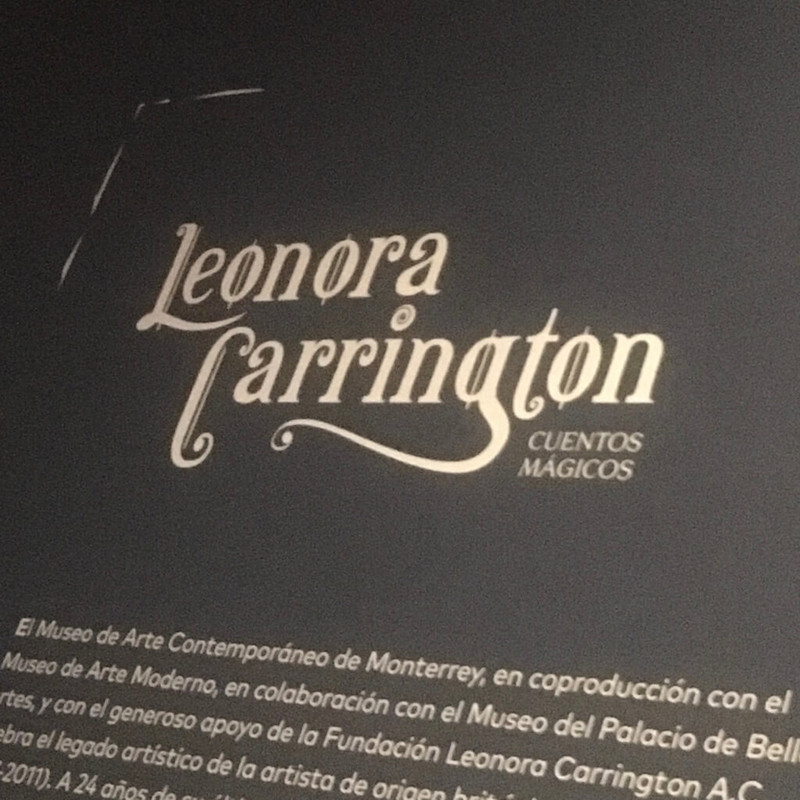 Leonora
Carrington
CUENTOS
MÁGICOS
El Museo de Arte Contemporáneo de Monterrey, en coproducción con el
Museo de Arte Moderno, en colaboración con el Museo del Palacio de Bell
rtes, y con el generoso apoyo de la Fundación Leonora Carrington A.C.
ebra el legado artístico de la artista de origen
-2011). A 24 años de su